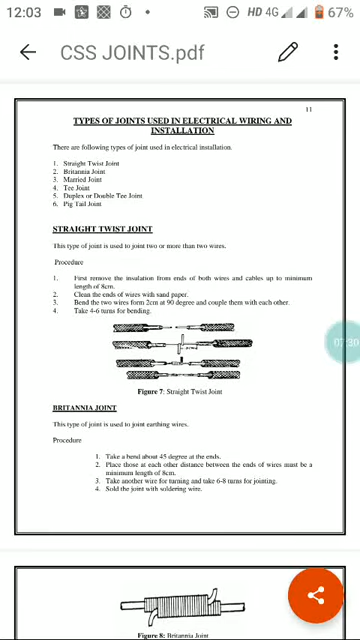 12:03
HD 4G
67%
CSS JOINTS.pdf
11
TYPES OF JOINTS USED IN ELECTRICAL WIRING AND
INSTALLATION
There are following types of joint used in electrical installation.
1. Straight Twist Joint
2. Britannia Joint
3. Married Joint
4. Tee Joint
5. Duplex or Double Tee Joint
6. Pig Tail Joint
STRAIGHT TWIST JOINT
This type of joint is used to joint two or more than two wires.
Procedure
1. First remove the insulation from ends of both wires and cables up to minimum
length of 8cm.
2. Clean the ends of wires with sand paper.
3. Bend the two wires form 2cm at 90 degree and couple them with each other.
4. Take 4-6 turns for bending.
07:30
Figure 7: Straight Twist Joint
BRITANNIA JOINT
This type of joint is used to joint earthing wires.
Procedure
1. Take a bend about 45 degree at the ends.
2. Place those at each other distance between the ends of wires must be a
minimum length of 8cm.
3. Take another wire for turning and take 6-8 turns for jointing.
4. Sold the joint with soldering wire.
Figure 8: Britannia Joint